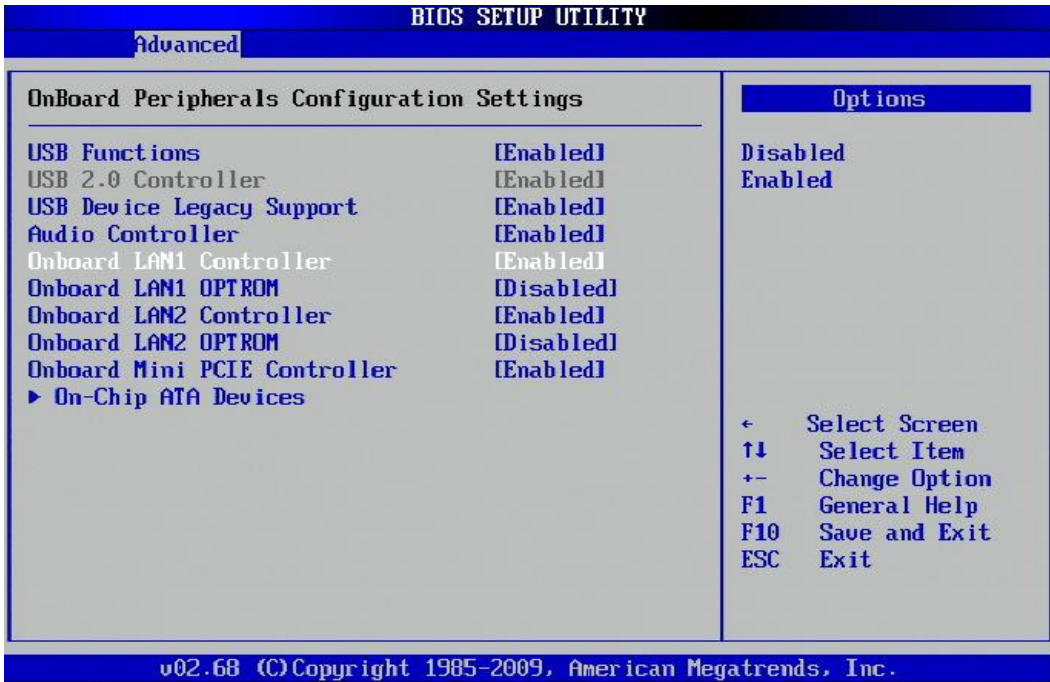 BIOS SETUP UTILITY
Advanced
OnBoard Peripherals Configuration Settings
USB Functions [Enabled]
USB 2.0 Controller [Enabled]
USB Device Legacy Support [Enabled]
Audio Controller [Enabled]
Onboard LAN1 Controller [Enabled]
Onboard LAN1 OPTROM [Disabled]
Onboard LAN2 Controller [Enabled]
Onboard LAN2 OPTROM [Disabled]
Onboard Mini PCIE Controller [Enabled]
► On-Chip ATA Devices
Options
Disabled
Enabled
← Select Screen
↑↓ Select Item
+- Change Option
F1 General Help
F10 Save and Exit
ESC Exit
v02.68 (C)Copyright 1985-2009, American Megatrends, Inc.